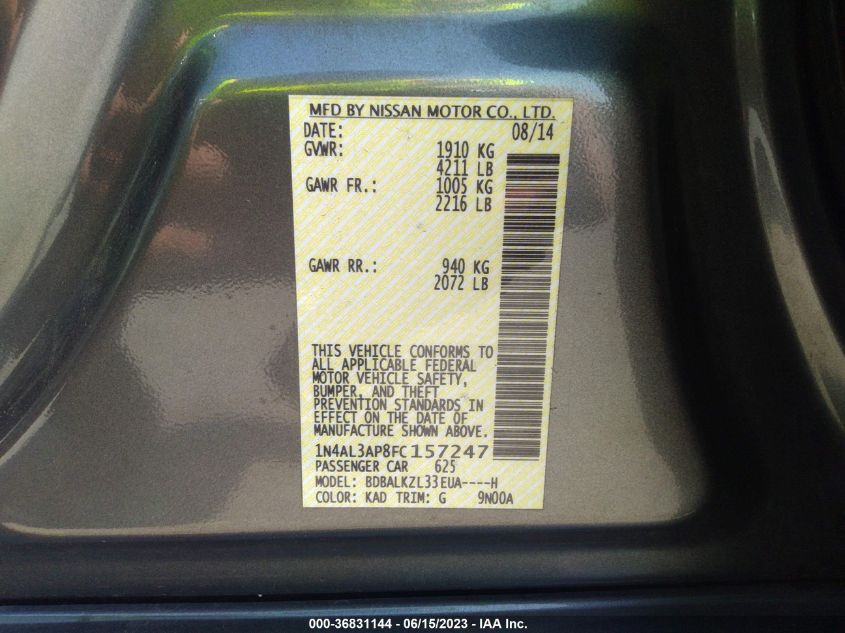 MFD BY NISSAN MOTOR CO., LTD.
DATE: 08/14
GVWR: 1910 KG
4211 LB
GAWR FR.: 1005 KG
2216 LB
GAWR RR.: 940 KG
2072 LB
THIS VEHICLE CONFORMS TO
ALL APPLICABLE FEDERAL
MOTOR VEHICLE SAFETY,
BUMPER, AND THEFT
PREVENTION STANDARDS IN
EFFECT ON THE DATE OF
MANUFACTURE SHOWN ABOVE.
1N4AL3AP8FC157247
PASSENGER CAR 625
MODEL: BDBALKZL33EUA----H
COLOR: KAD TRIM: G 9N00A
000-36831144 - 06/15/2023 - IAA Inc.